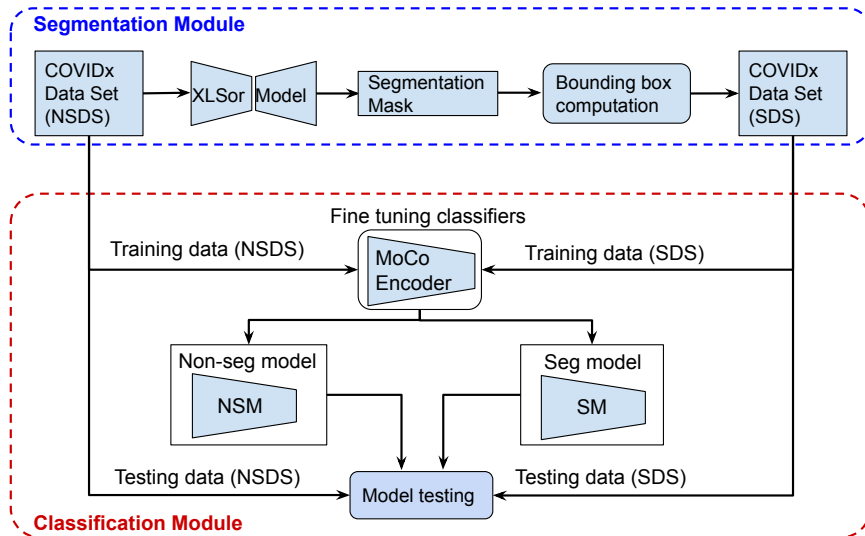 Segmentation Module
COVIDx
Data Set
(NSDS)
XLSor
Model
Segmentation
Mask
Bounding box
computation
COVIDx
Data Set
(SDS)
Fine tuning classifiers
Training data (NSDS)
MoCo
Encoder
Training data (SDS)
Non-seg model
NSM
Seg model
SM
Testing data (NSDS)
Model testing
Testing data (SDS)
Classification Module